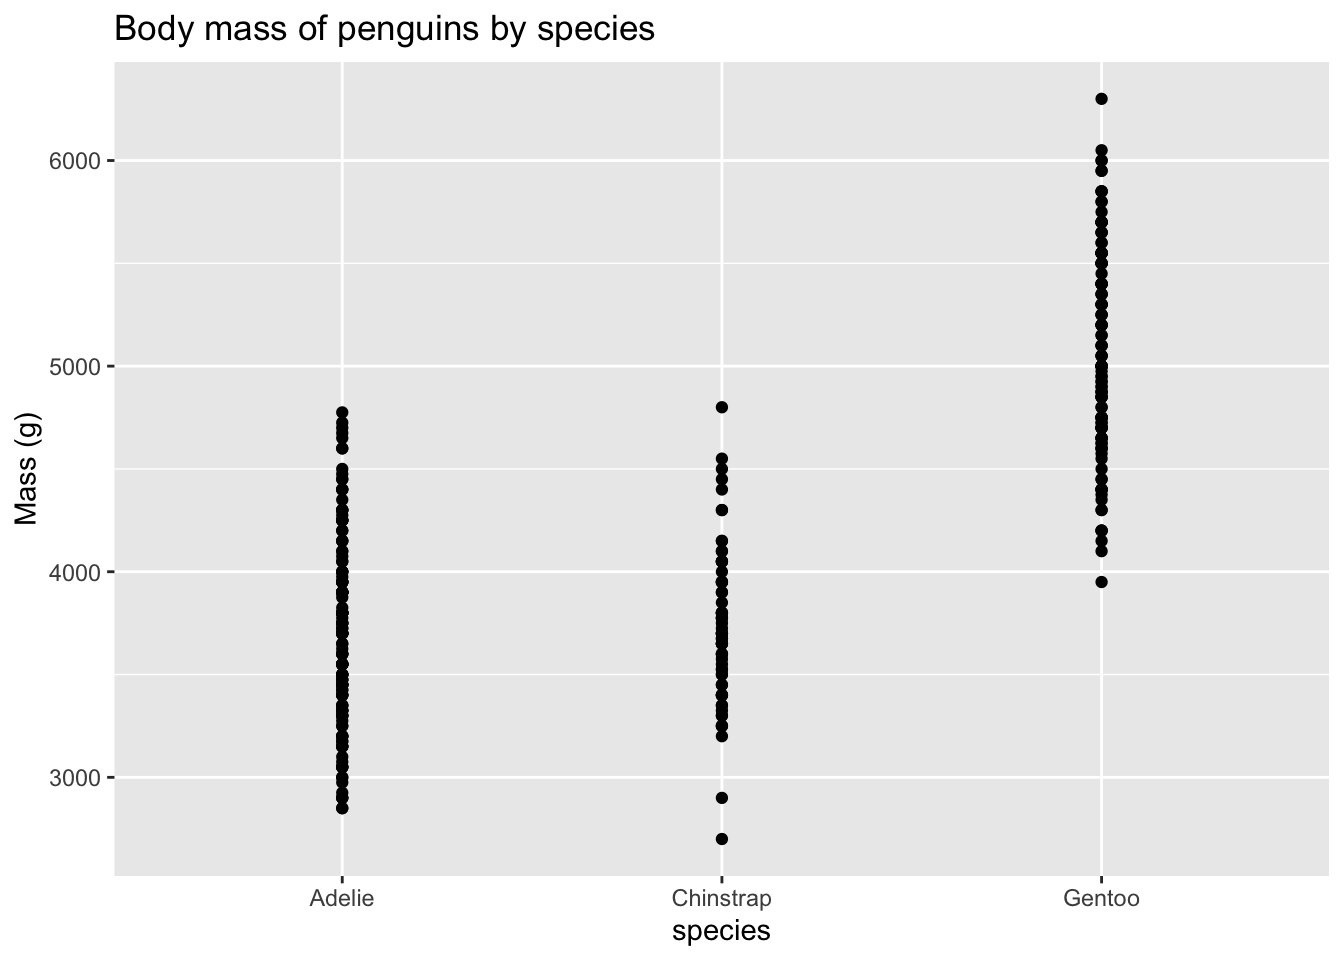 Body mass of penguins by species
6000
5000
4000
3000
Mass (g)
Adelie Chinstrap Gentoo
species